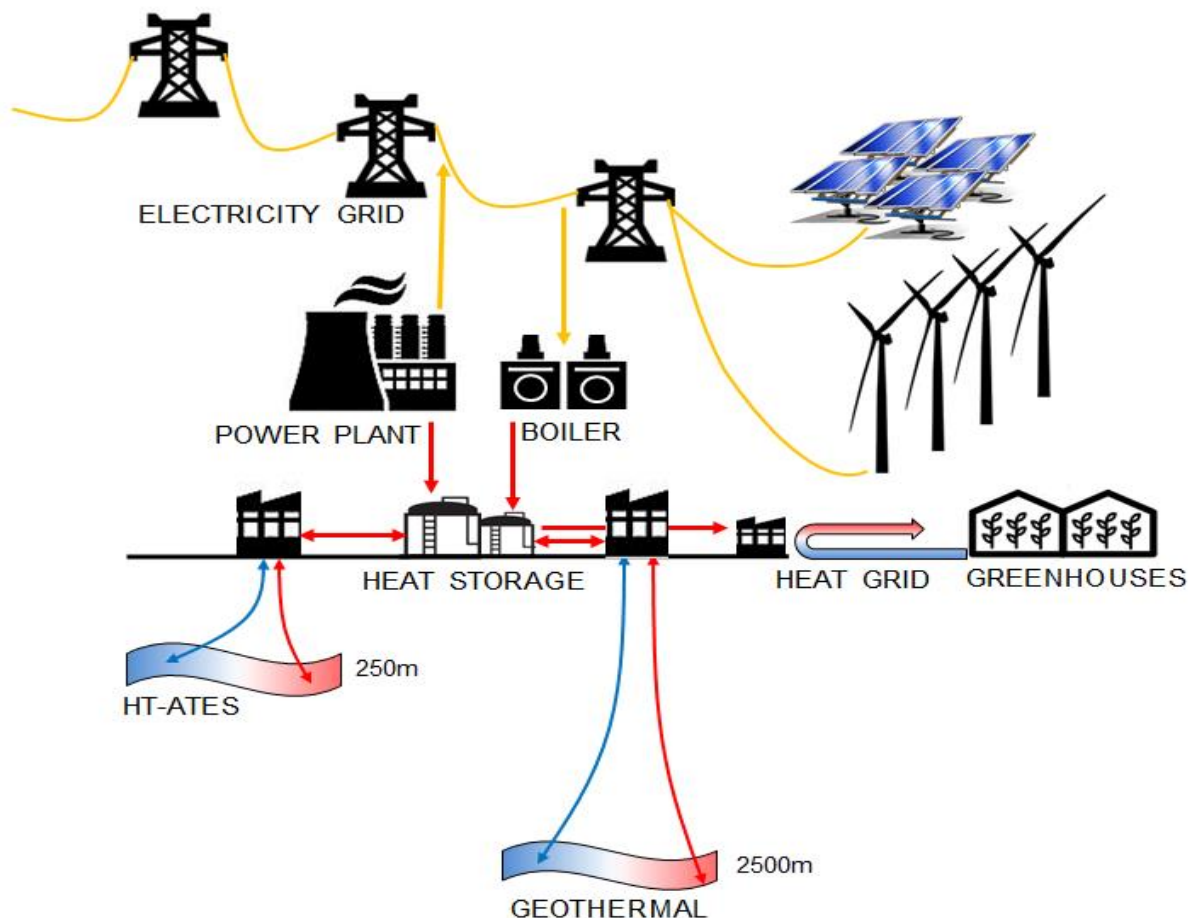 ELECTRICITY GRID
POWER PLANT
BOILER
HEAT STORAGE
HEAT GRID
GREENHOUSES
250m
HT-ATES
2500m
GEOTHERMAL